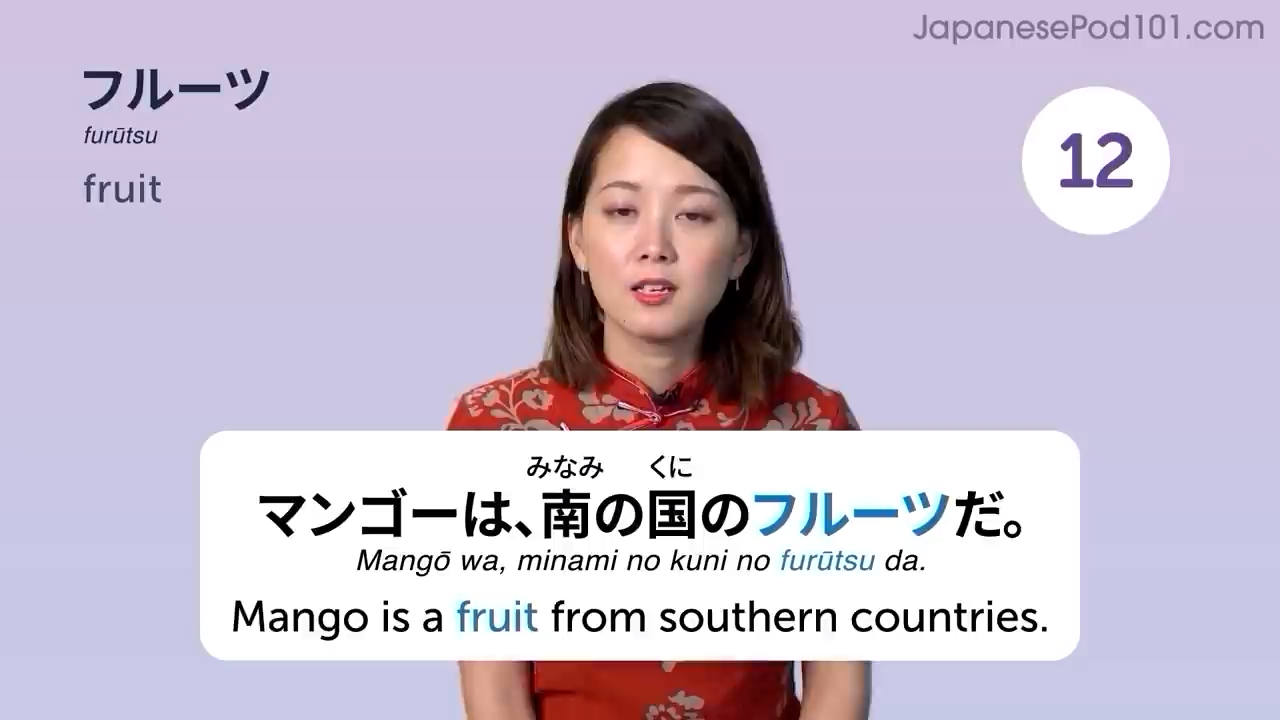 JapanesePod101.com
フルーツ
furūtsu
fruit
12
みなみ くに
マンゴーは、南の国のフルーツだ。
Mangō wa, minami no kuni no furūtsu da.
Mango is a fruit from southern countries.